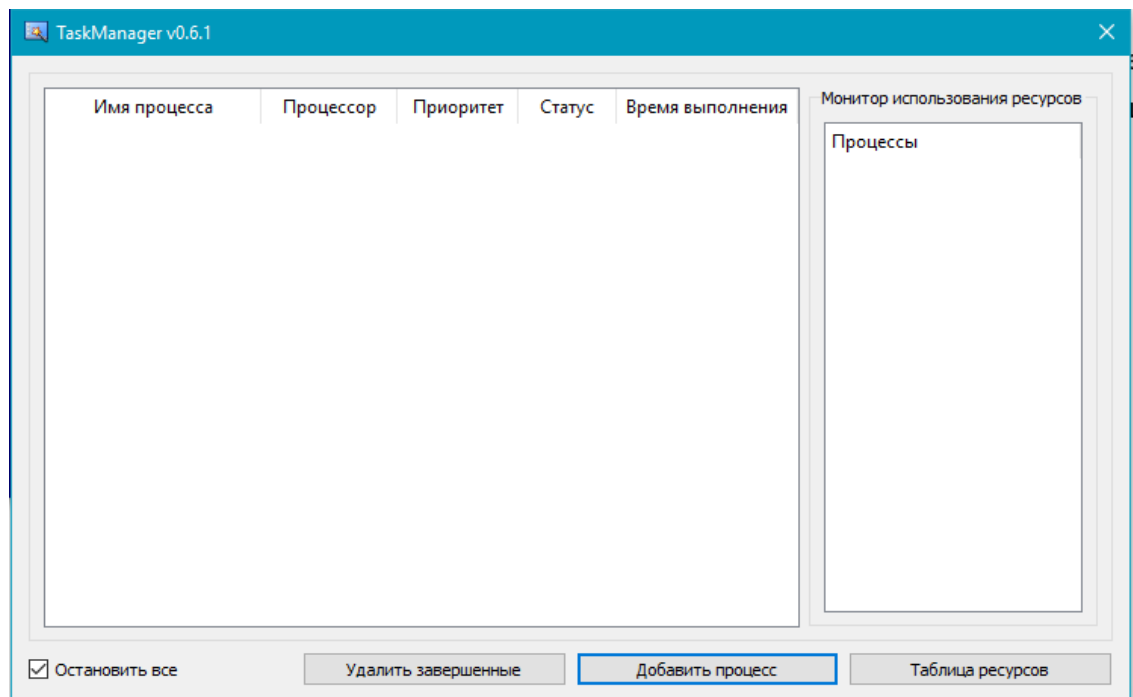 TaskManager v0.6.1
Имя процесса Процессор Приоритет Статус Время выполнения
Монитор использования ресурсов
Процессы
Остановить все Удалить завершенные Добавить процесс Таблица ресурсов